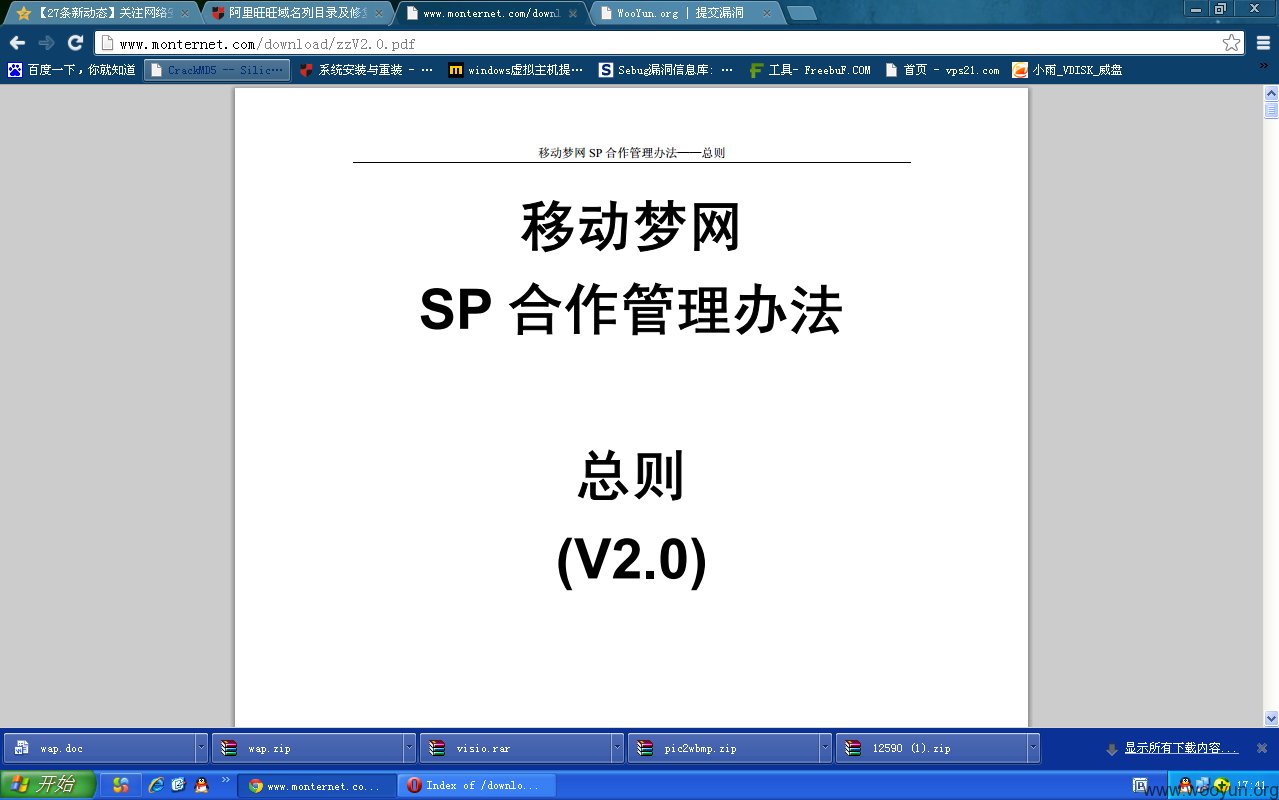 【27条新动态】关注网络安
阿里旺旺域名列目录及修复
www.monternet.com/downl
WooYun.org | 提交漏洞
www.monternet.com/download/zzV2.0.pdf
百度一下，你就知道
CrackMD5 -- Silic…
系统安装与重装 - …
windows虚拟主机提…
Sebug漏洞信息库: …
工具- FreebuF.COM
首页 - vps21.com
小雨_VDISK_威盘
移动梦网 SP 合作管理办法——总则
移动梦网
SP 合作管理办法
总则
(V2.0)
wap.doc
wap.zip
visio.rar
pic2wbmp.zip
12590 (1).zip
显示所有下载内容...
开始
www.monternet.co...
Index of /downlo...
17:41
www.wooyun.org